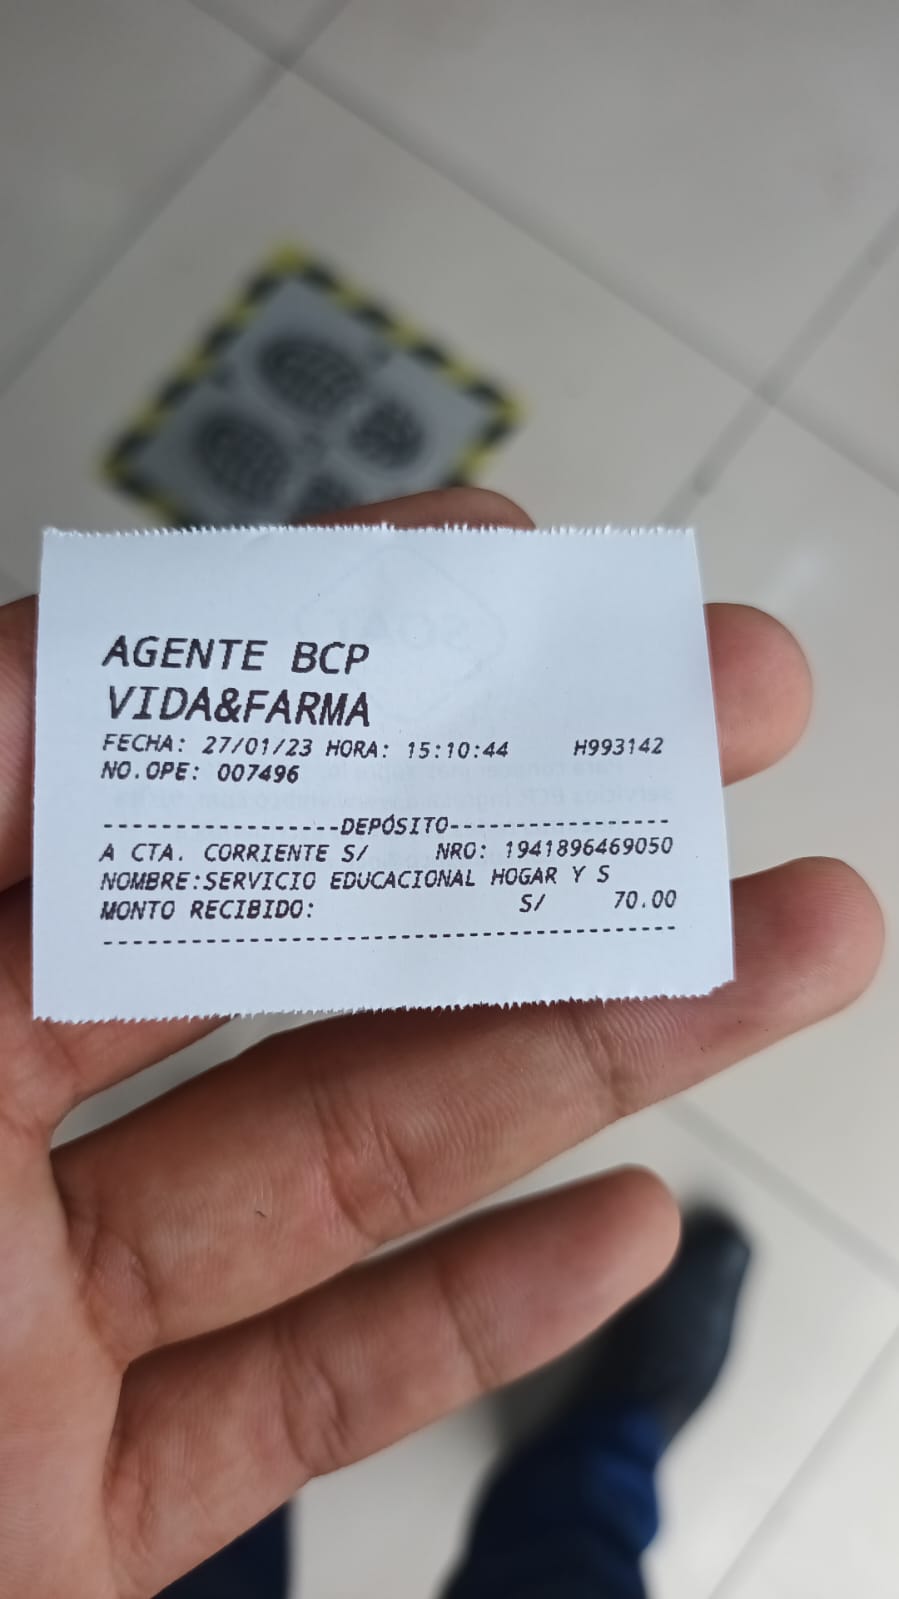 AGENTE BCP
VIDA&FARMA
FECHA: 27/01/23 HORA: 15:10:44 H993142
NO.OPE: 007496
-----------------DEPÓSITO------------------
A CTA. CORRIENTE S/ NRO: 1941896469050
NOMBRE:SERVICIO EDUCACIONAL HOGAR Y S
MONTO RECIBIDO: S/ 70.00
-------------------------------------------